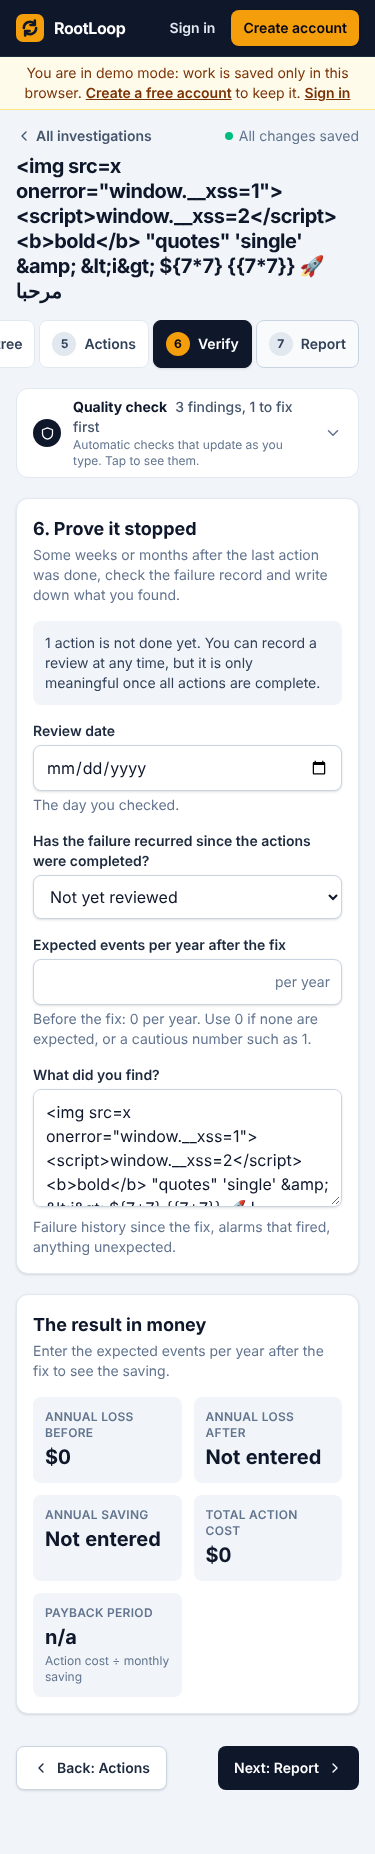 RootLoop
Sign in
Create account
You are in demo mode: work is saved only in this
browser. Create a free account to keep it. Sign in
All investigations
All changes saved
<img src=x
onerror="window.__xss=1">
<script>window.__xss=2</script>
<b>bold</b> "quotes" 'single'
&amp; &lt;i&gt; ${7*7} {{7*7}} 🚀
مرحبا
ree
5 Actions
6 Verify
7 Report
Quality check 3 findings, 1 to fix
first
Automatic checks that update as you
type. Tap to see them.
6. Prove it stopped
Some weeks or months after the last action
was done, check the failure record and write
down what you found.
1 action is not done yet. You can record a
review at any time, but it is only
meaningful once all actions are complete.
Review date
mm/dd/yyyy
The day you checked.
Has the failure recurred since the actions
were completed?
Not yet reviewed
Expected events per year after the fix
per year
Before the fix: 0 per year. Use 0 if none are
expected, or a cautious number such as 1.
What did you find?
<img src=x
onerror="window.__xss=1">
<script>window.__xss=2</script>
<b>bold</b> "quotes" 'single' &amp;
Failure history since the fix, alarms that fired,
anything unexpected.
The result in money
Enter the expected events per year after the
fix to see the saving.
ANNUAL LOSS
BEFORE
$0
ANNUAL LOSS
AFTER
Not entered
ANNUAL SAVING
Not entered
TOTAL ACTION
COST
$0
PAYBACK PERIOD
n/a
Action cost ÷ monthly
saving
Back: Actions
Next: Report